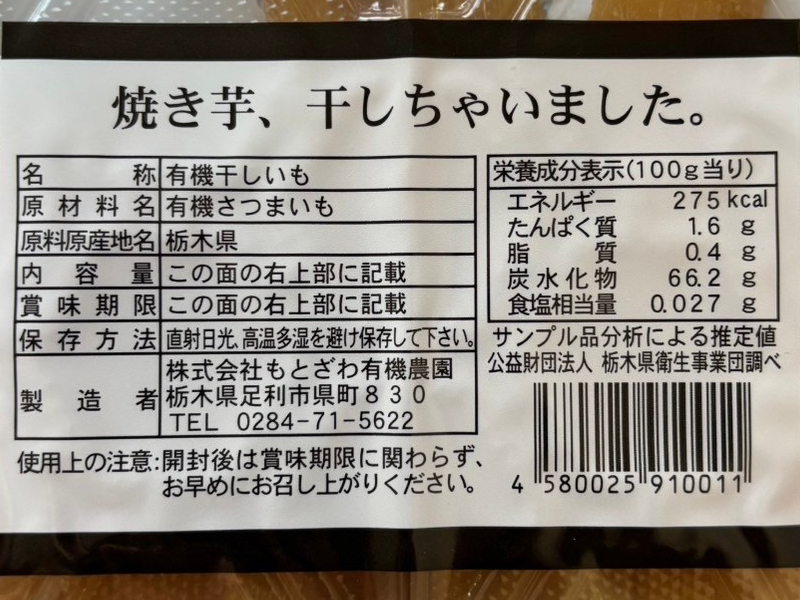 焼き芋、干しちゃいました。
名称 有機干しいも
原材料名 有機さつまいも
原料原産地名 栃木県
内容量 この面の右上部に記載
賞味期限 この面の右上部に記載
保存方法 直射日光、高温多湿を避け保存して下さい。
製造者 株式会社もとざわ有機農園
栃木県足利市県町830
TEL 0284-71-5622
使用上の注意:開封後は賞味期限に関わらず、
お早めにお召し上がりください。
栄養成分表示(100g当り)
エネルギー 275kcal
たんぱく質 1.6g
脂質 0.4g
炭水化物 66.2g
食塩相当量 0.027g
サンプル品分析による推定値
公益財団法人 栃木県衛生事業団調べ
4 580025 910011